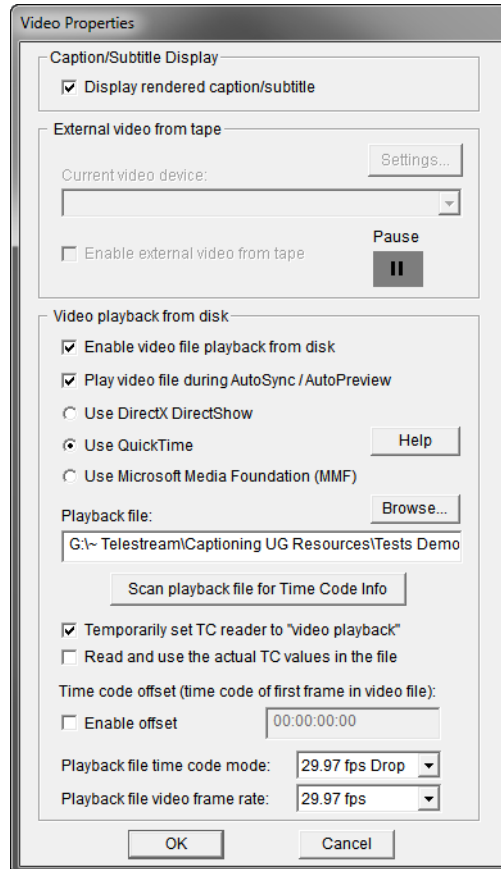 Video Properties
Caption/Subtitle Display
Display rendered caption/subtitle
External video from tape
Settings...
Current video device:
Pause
Enable external video from tape
Video playback from disk
Enable video file playback from disk
Play video file during AutoSync / AutoPreview
Use DirectX DirectShow
Use QuickTime
Help
Use Microsoft Media Foundation (MMF)
Browse...
Playback file:
G:\~ Telestream\Captioning UG Resources\Tests Demo
Scan playback file for Time Code Info
Temporarily set TC reader to "video playback"
Read and use the actual TC values in the file
Time code offset (time code of first frame in video file):
Enable offset 00:00:00:00
Playback file time code mode: 29.97 fps Drop
Playback file video frame rate: 29.97 fps
OK Cancel